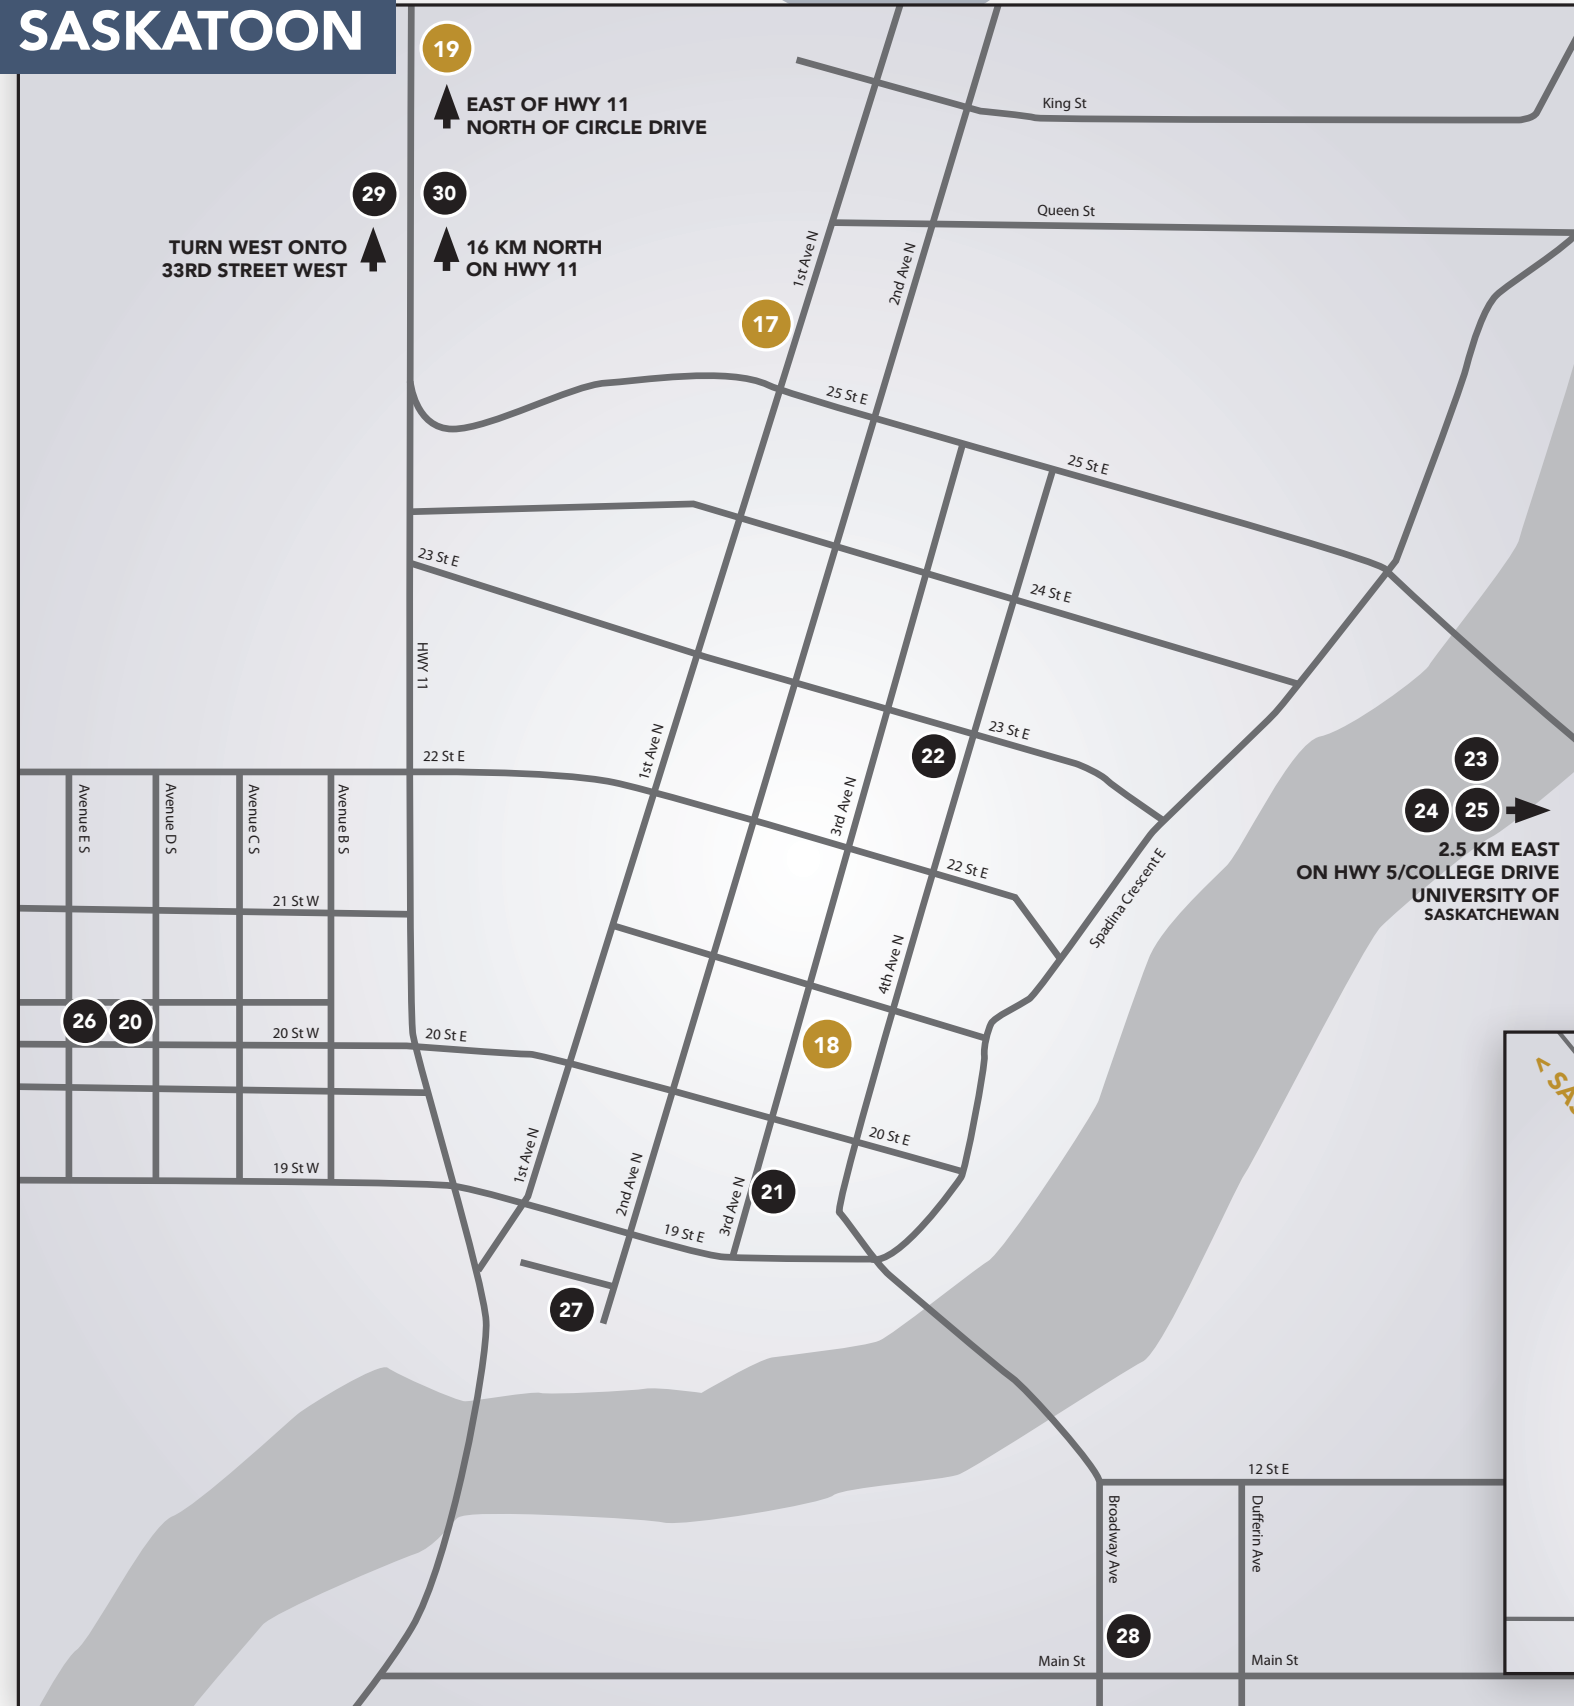 SASKATOON
19
EAST OF HWY 11
NORTH OF CIRCLE DRIVE
King St
29
30
TURN WEST ONTO
33RD STREET WEST
16 KM NORTH
ON HWY 11
Queen St
1st Ave N
2nd Ave N
17
25 St E
25 St E
23 St E
24 St E
HWY 11
22 St E
1st Ave N
23 St E
22
3rd Ave N
23
24
25
2.5 KM EAST
ON HWY 5/COLLEGE DRIVE
UNIVERSITY OF
SASKATCHEWAN
Avenue E S
Avenue D S
Avenue C S
Avenue B S
22 St E
Spadina Crescent E
21 St W
4th Ave N
26
20
20 St W
20 St E
18
< SA
20 St E
1st Ave N
2nd Ave N
3rd Ave N
21
19 St W
19 St E
27
12 St E
Broadway Ave
Dufferin Ave
28
Main St
Main St